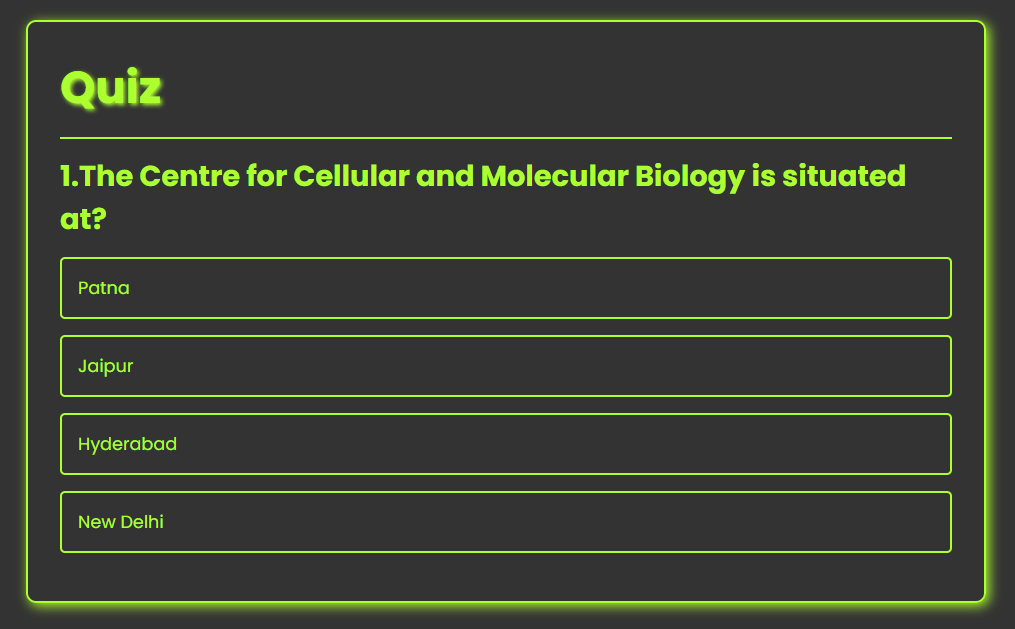 Quiz
1.The Centre for Cellular and Molecular Biology is situated
at?
Patna
Jaipur
Hyderabad
New Delhi